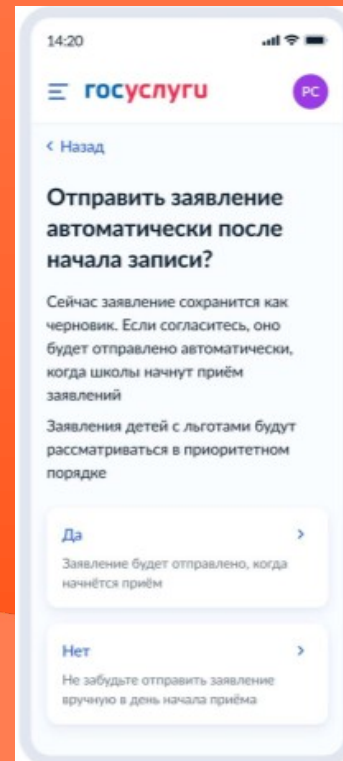 14:20
госуслуги
РС
Назад
Отправить заявление
автоматически после
начала записи?
Сейчас заявление сохранится как
черновик. Если согласитесь, оно
будет отправлено автоматически,
когда школы начнут приём
заявлений
Заявления детей с льготами будут
рассматриваться в приоритетном
порядке
Да
Заявление будет отправлено, когда
начнётся приём
Нет
Не забудьте отправить заявление
вручную в день начала приёма